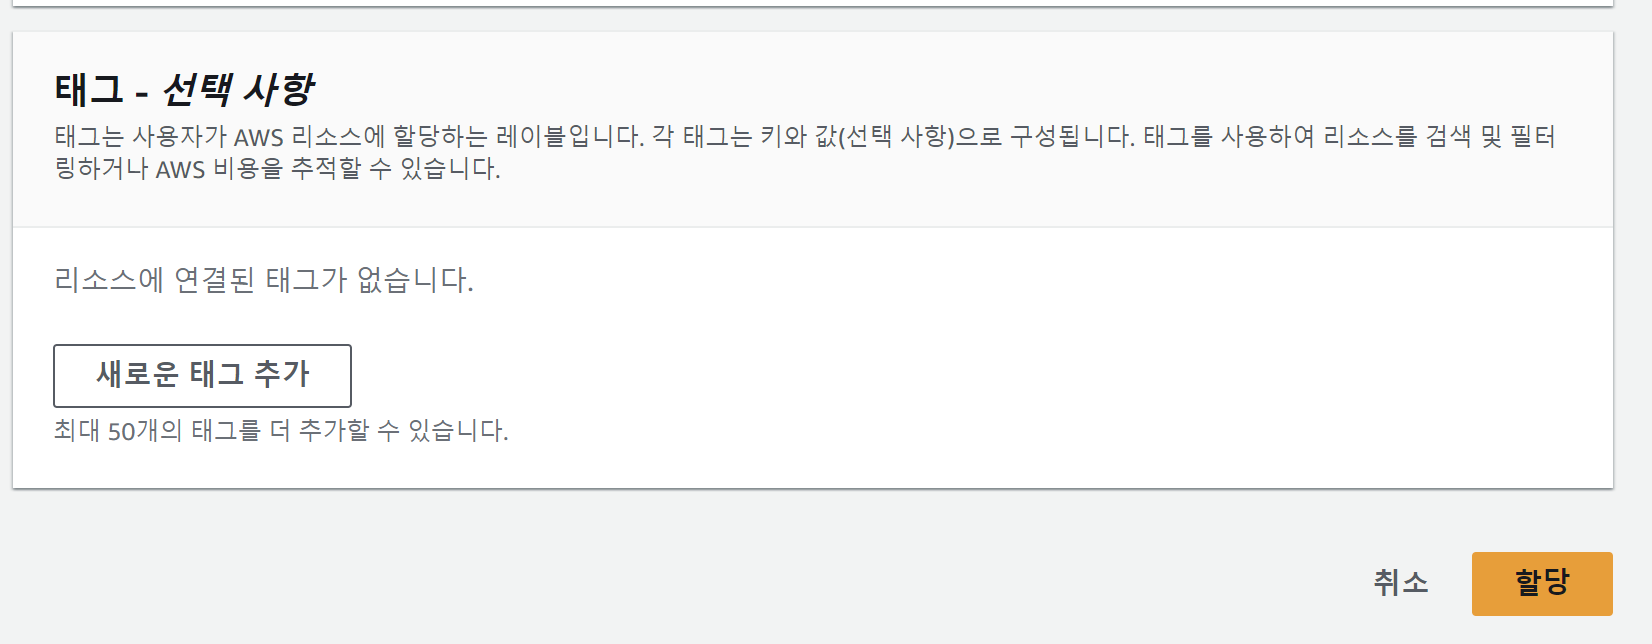 태그 - 선택 사항
태그는 사용자가 AWS 리소스에 할당하는 레이블입니다. 각 태그는 키와 값(선택 사항)으로 구성됩니다. 태그를 사용하여 리소스를 검색 및 필터
링하거나 AWS 비용을 추적할 수 있습니다.
리소스에 연결된 태그가 없습니다.
새로운 태그 추가
최대 50개의 태그를 더 추가할 수 있습니다.
취소 할당